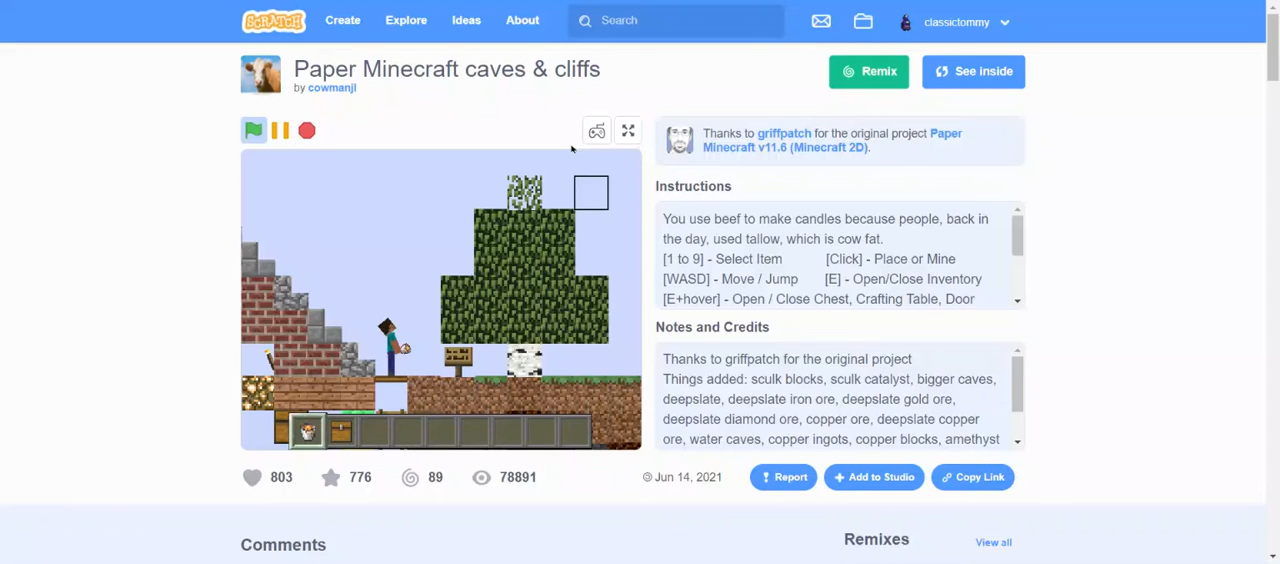 SCRATCH Create Explore Ideas About Search classictommy
Paper Minecraft caves & cliffs
by cowmanjl
Remix See inside
Thanks to griffpatch for the original project Paper
Minecraft v11.6 (Minecraft 2D).
Instructions
You use beef to make candles because people, back in
the day, used tallow, which is cow fat.
[1 to 9] - Select Item [Click] - Place or Mine
[WASD] - Move / Jump [E] - Open/Close Inventory
[E+hover] - Open / Close Chest, Crafting Table, Door
Notes and Credits
Thanks to griffpatch for the original project
Things added: sculk blocks, sculk catalyst, bigger caves,
deepslate, deepslate iron ore, deepslate gold ore,
deepslate diamond ore, copper ore, deepslate copper
ore, water caves, copper ingots, copper blocks, amethyst
803 776 89 78891
© Jun 14, 2021
Report Add to Studio Copy Link
Comments
Remixes View all